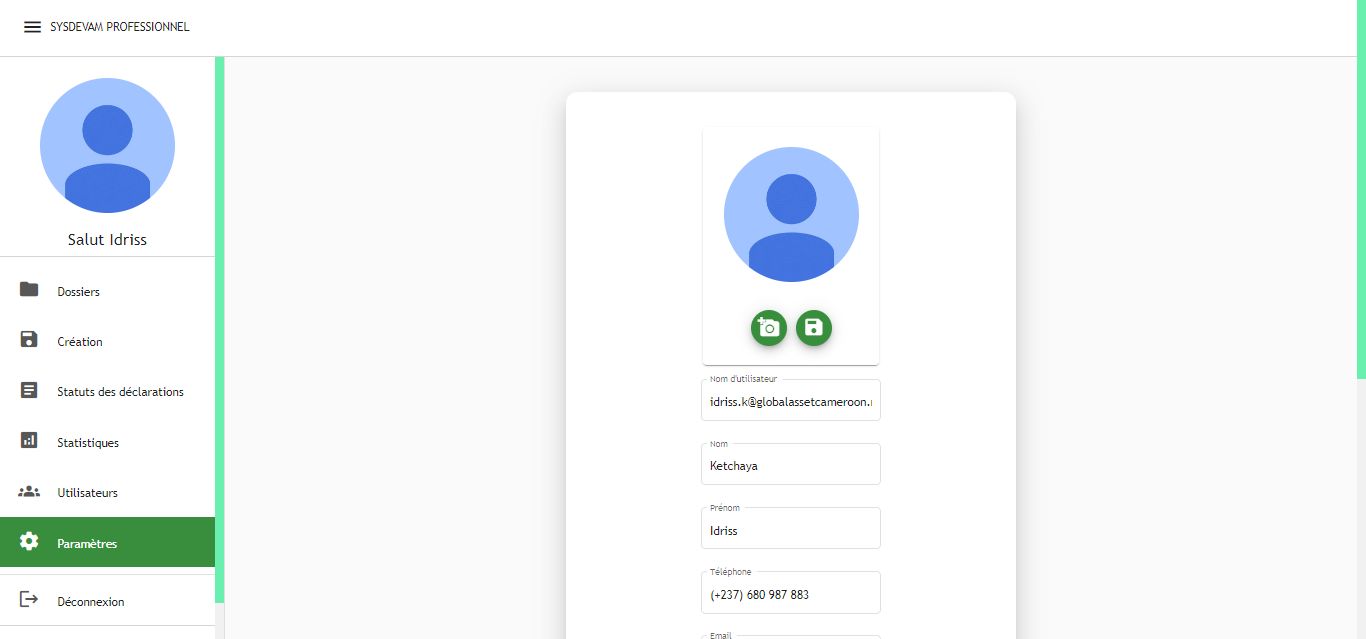 SYSDEVAM PROFESSIONNEL
Salut Idriss
Dossiers
Création
Statuts des déclarations
Statistiques
Utilisateurs
Paramètres
Déconnexion
Nom d'utilisateur
idriss.k@globalassetcameroon.
Nom
Ketchaya
Prénom
Idriss
Téléphone
(+237) 680 987 883
Email